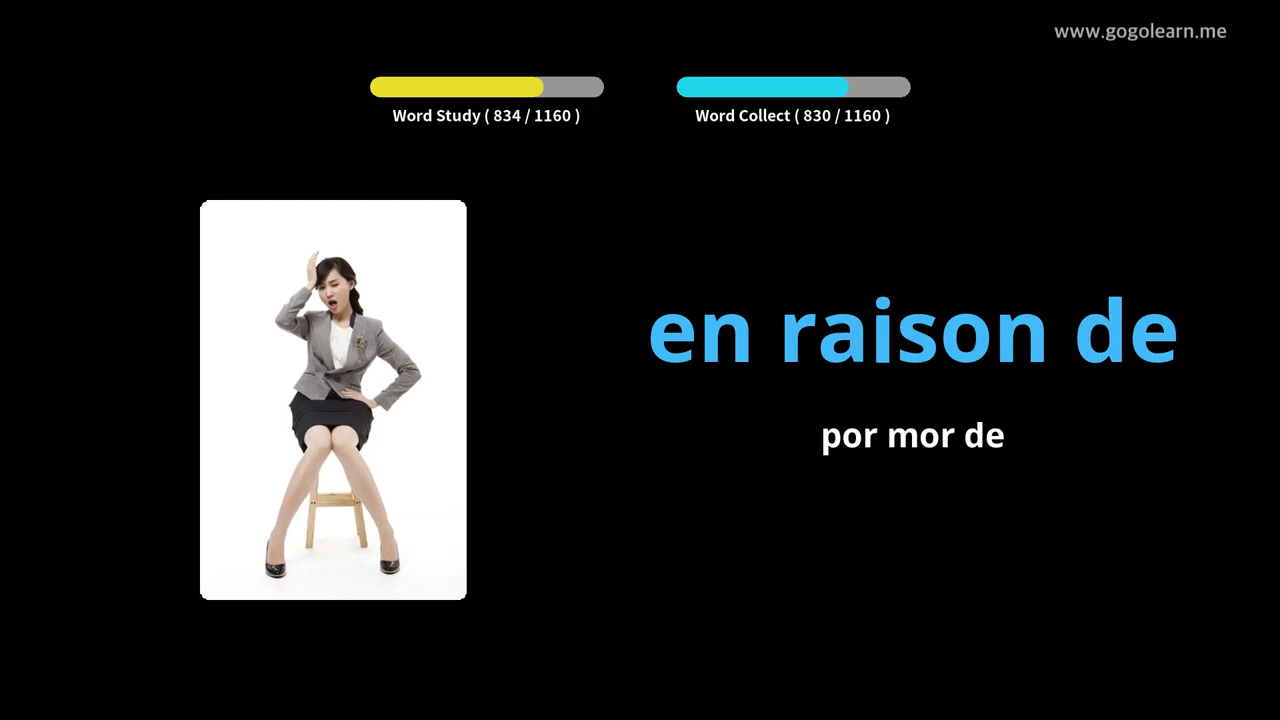 www.gogolearn.me
Word Study ( 834 / 1160 )
Word Collect ( 830 / 1160 )
en raison de
por mor de